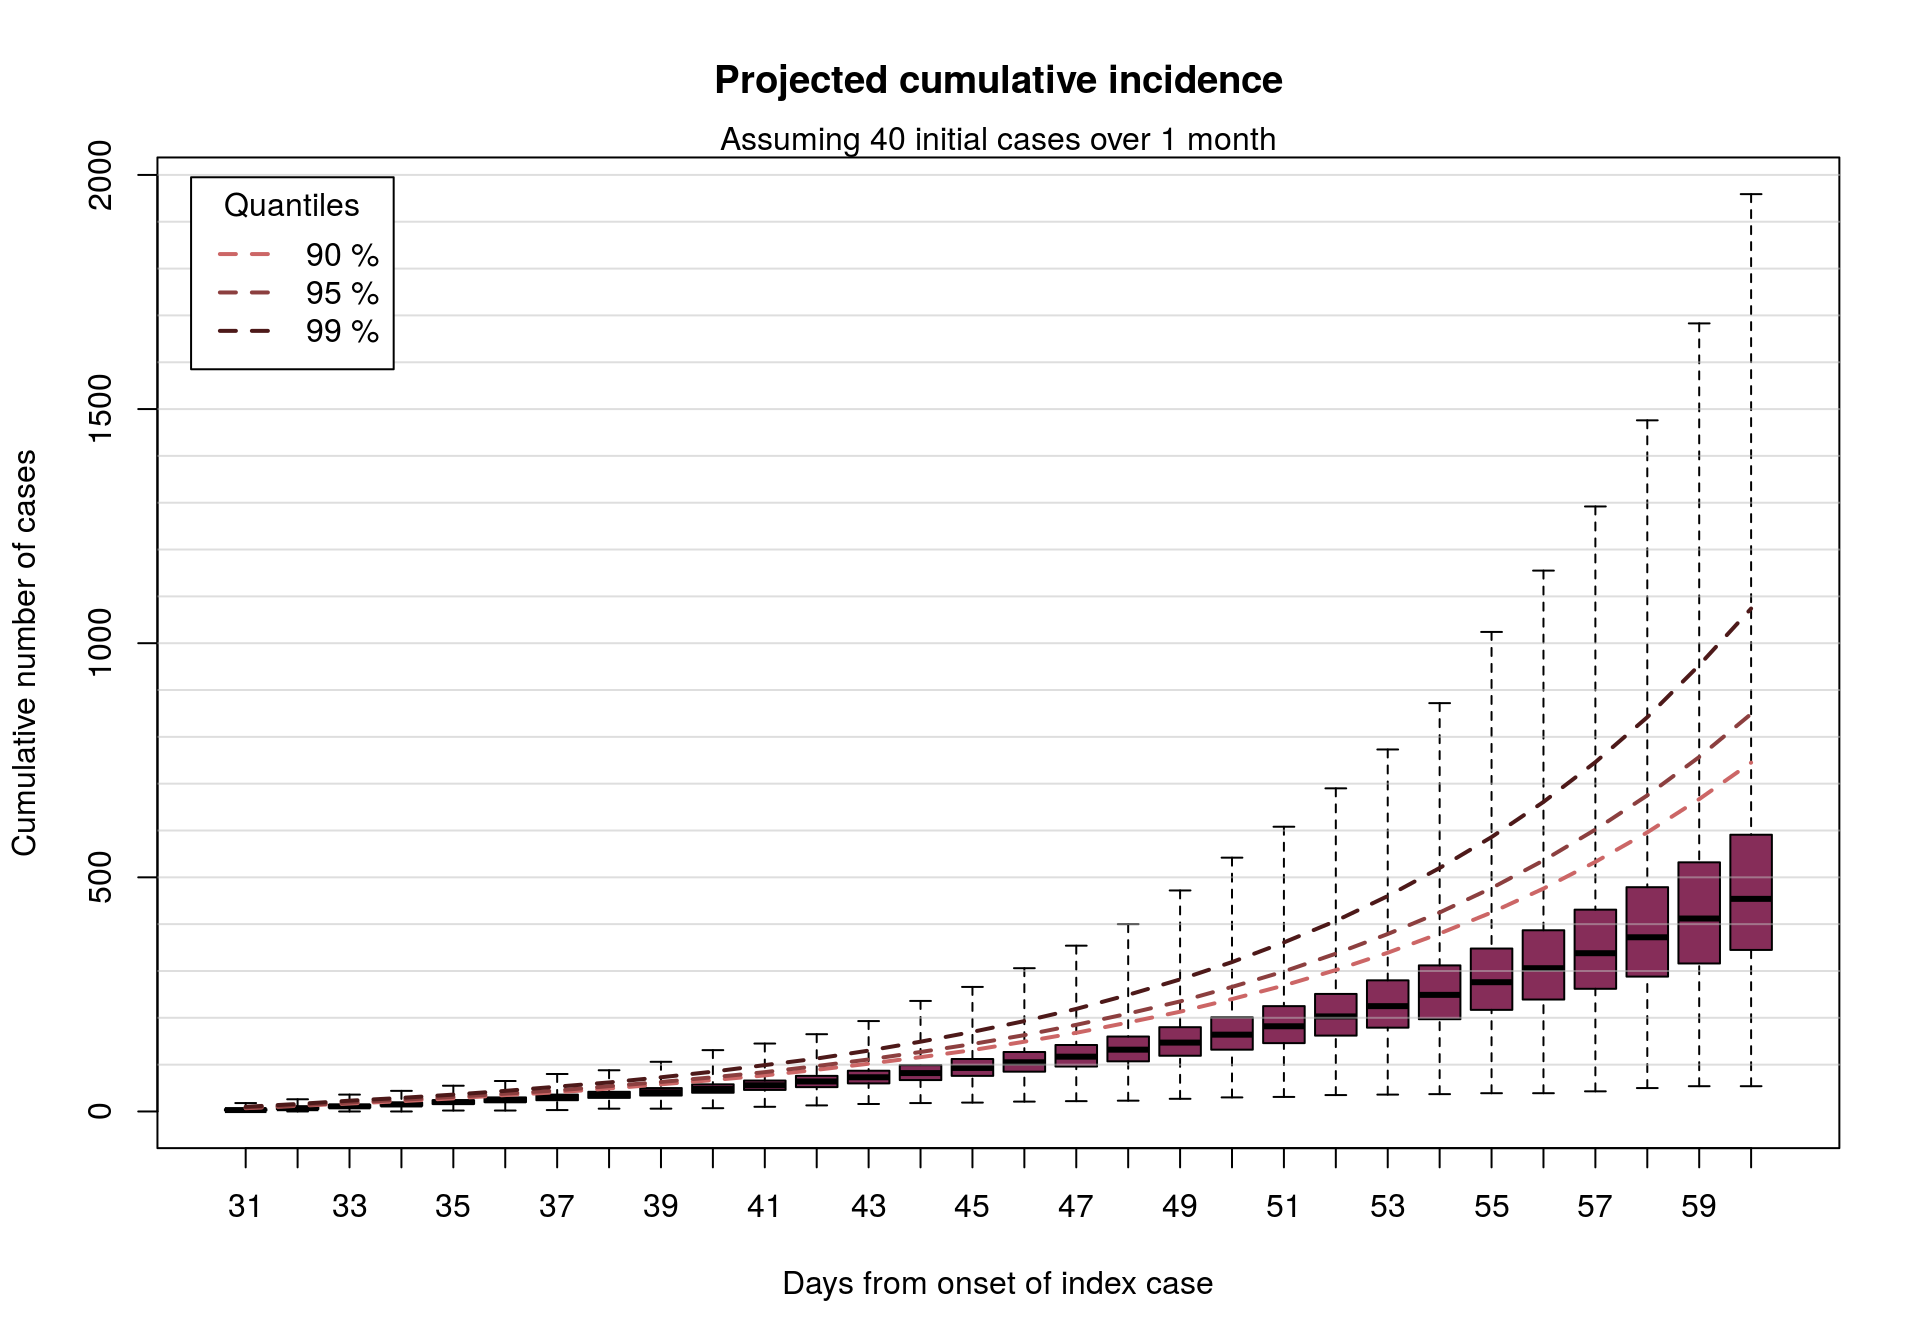 Projected cumulative incidence
Assuming 40 initial cases over 1 month
Quantiles
90 %
95 %
99 %
Cumulative number of cases
2000
1500
1000
500
0
31 33 35 37 39 41 43 45 47 49 51 53 55 57 59
Days from onset of index case